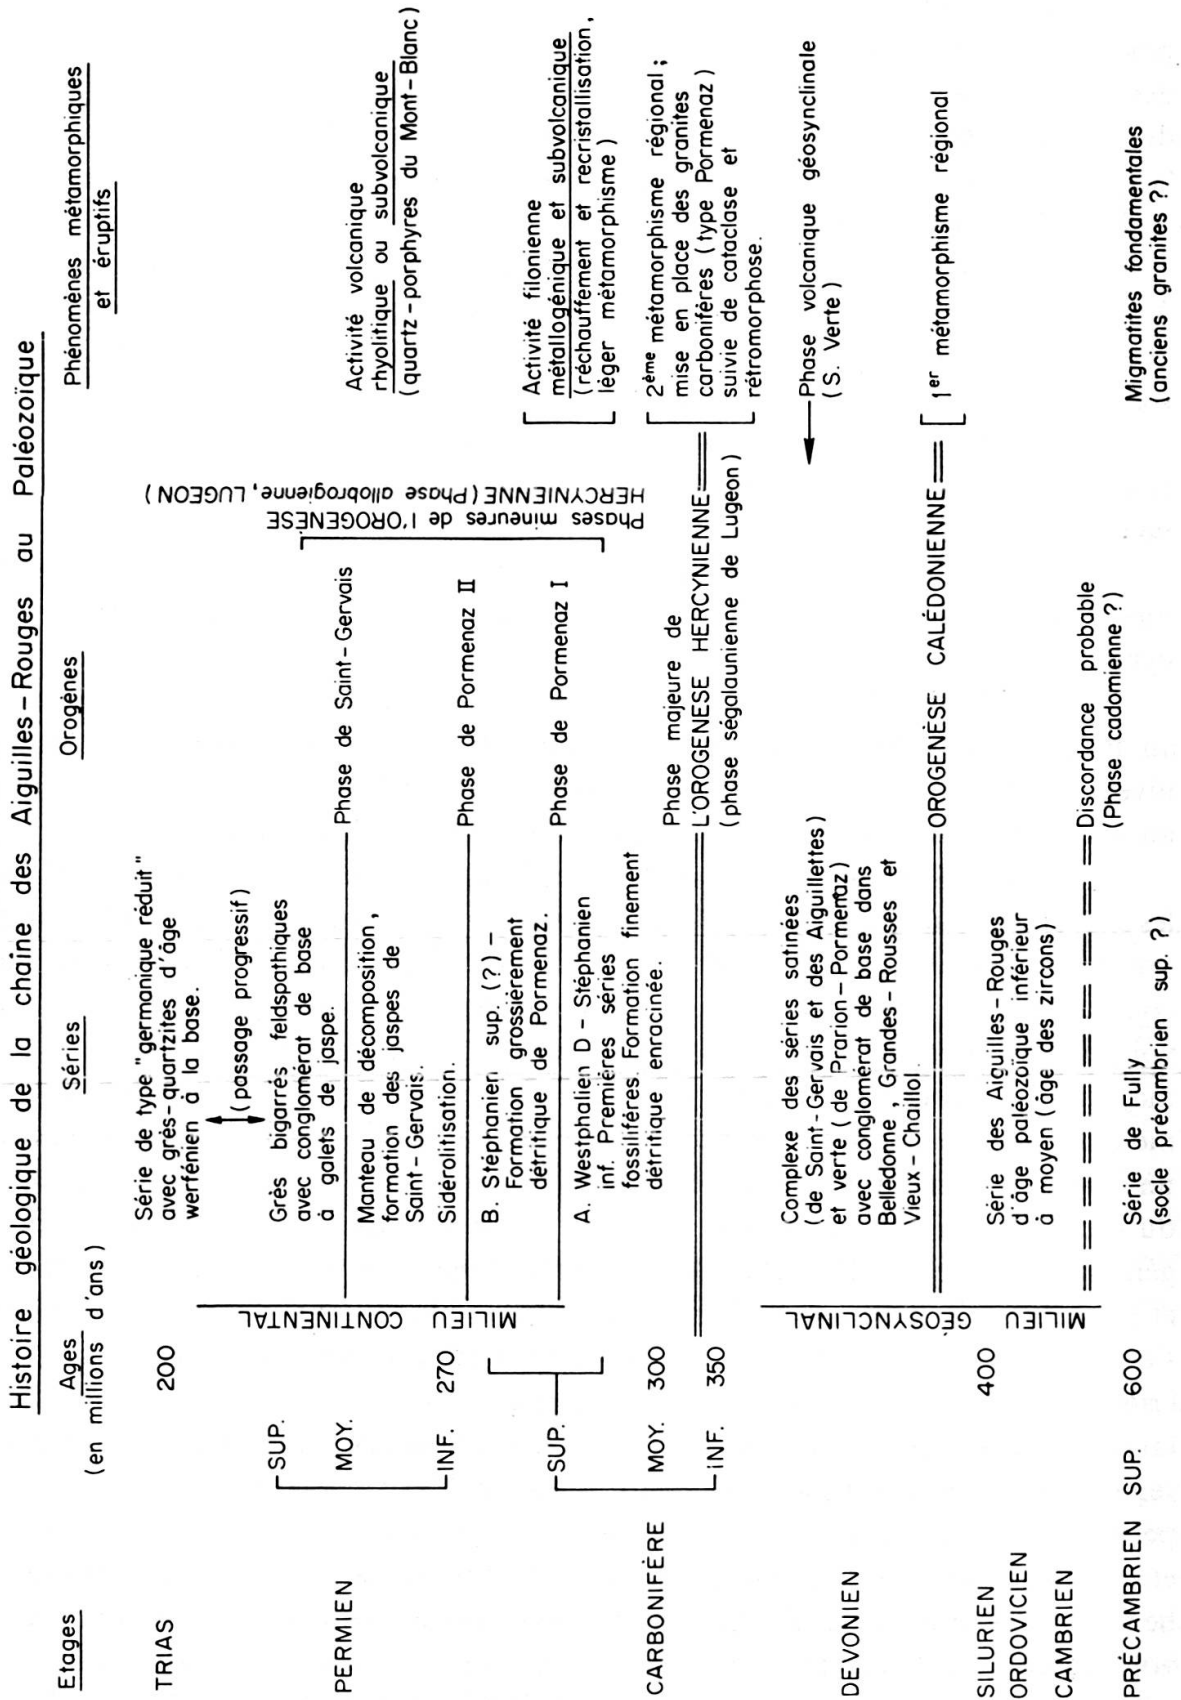 Histoire géologique de la chaîne des Aiguilles-Rouges au Paléozoïque
Etages
Ages
(en millions d'ans)
Séries
Orogènes
Phénomènes métamorphiques
et éruptifs
TRIAS
200
Série de type "germanique réduit"
avec grès-quartzites d'âge
werfénien à la base.
(passage progressif)
PERMIEN
SUP.
MOY.
INF.
270
MILIEU CONTINENTAL
Grès bigarrés feldspathiques
avec conglomérat de base
à galets de jaspe.
Phase de Saint-Gervais
Activité volcanique
rhyolitique ou subvolcanique
(quartz-porphyres du Mont-Blanc)
Manteau de décomposition,
formation des jaspes de
Saint-Gervais.
Sidérolitisation.
Phase de Pormenaz II
Phases mineures de l'OROGENÈSE
HERCYNIENNE (Phase allobrogienne, LUGEON)
CARBONIFÈRE
SUP.
MOY.
INF.
300
350
B. Stéphanien sup. (?) –
Formation grossièrement
détritique de Pormenaz.
Phase de Pormenaz I
Activité filonienne
métallogénique et subvolcanique
(réchauffement et recristallisation,
léger métamorphisme)
A. Westphalien D - Stéphanien
inf. Premières séries
fossilifères. Formation finement
détritique enracinée.
Phase majeure de
L'OROGENESE HERCYNIENNE
(phase ségalaunienne de Lugeon)
2ème métamorphisme régional;
mise en place des granites
carbonifères (type Pormenaz)
suivie de cataclase et
rétromorphose.
DEVONIEN
MILIEU GÉOSYNCLINAL
Complexe des séries satinées
(de Saint-Gervais et des Aiguillettes)
et verte (de Prarion-Pormenaz)
avec conglomérat de base dans
Belledonne, Grandes-Rousses et
Vieux-Chaillol.
Phase volcanique géosynclinale
(S. Verte)
OROGENÈSE CALÉDONIENNE
1er métamorphisme régional
SILURIEN
400
ORDOVICIEN
CAMBRIEN
Série des Aiguilles-Rouges
d'âge paléozoïque inférieur
à moyen (âge des zircons)
Discordance probable
(Phase cadomienne ?)
PRÉCAMBRIEN SUP.
600
Série de Fully
(socle précambrien sup. ?)
Migmatites fondamentales
(anciens granites ?)